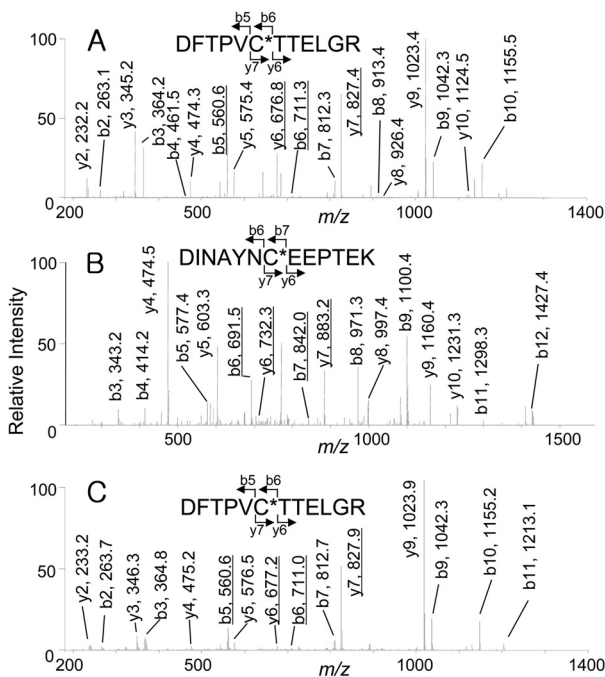 A
b5 b6
DFTPVC*TTELGR
y7 y6
100
50
y2, 232.2
b2, 263.1
y3, 345.2
b3, 364.2
b4, 461.5
y4, 474.3
b5, 560.6
y5, 575.4
y6, 676.8
b6, 711.3
b7, 812.3
y7, 827.4
b8, 913.4
y8, 926.4
y9, 1023.4
b9, 1042.3
y10, 1124.5
b10, 1155.5
200 500 1000 1400
m/z
B
b6 b7
DINAYNC*EEPTEK
y7 y6
100
50
Relative Intensity
b3, 343.2
b4, 414.2
y4, 474.5
b5, 577.4
y5, 603.3
b6, 691.5
y6, 732.3
b7, 842.0
y7, 883.2
b8, 971.3
y8, 997.4
b9, 1100.4
y9, 1160.4
y10, 1231.3
b11, 1298.3
b12, 1427.4
500 1000 1500
m/z
C
b5 b6
DFTPVC*TTELGR
y7 y6
100
50
y2, 233.2
b2, 263.7
y3, 346.3
b3, 364.8
y4, 475.2
b5, 560.6
y5, 576.5
y6, 677.2
b6, 711.0
b7, 812.7
y7, 827.9
y9, 1023.9
b9, 1042.3
b10, 1155.2
b11, 1213.1
200 500 1000 1400
m/z